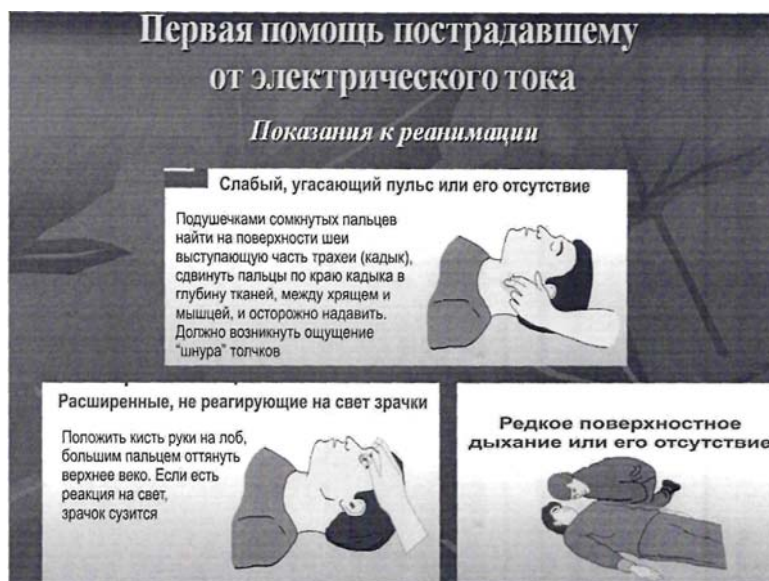 Первая помощь пострадавшему
от электрического тока
Показания к реанимации
Слабый, угасающий пульс или его отсутствие
Подушечками сомкнутых пальцев
найти на поверхности шеи
выступающую часть трахеи (кадык),
сдвинуть пальцы по краю кадыка в
глубину тканей, между хрящем и
мышцей, и осторожно надавить.
Должно возникнуть ощущение
"шнура" толчков
Расширенные, не реагирующие на свет зрачки
Положить кисть руки на лоб,
большим пальцем оттянуть
верхнее веко. Если есть
реакция на свет,
зрачок сузится
Редкое поверхностное
дыхание или его отсутствие